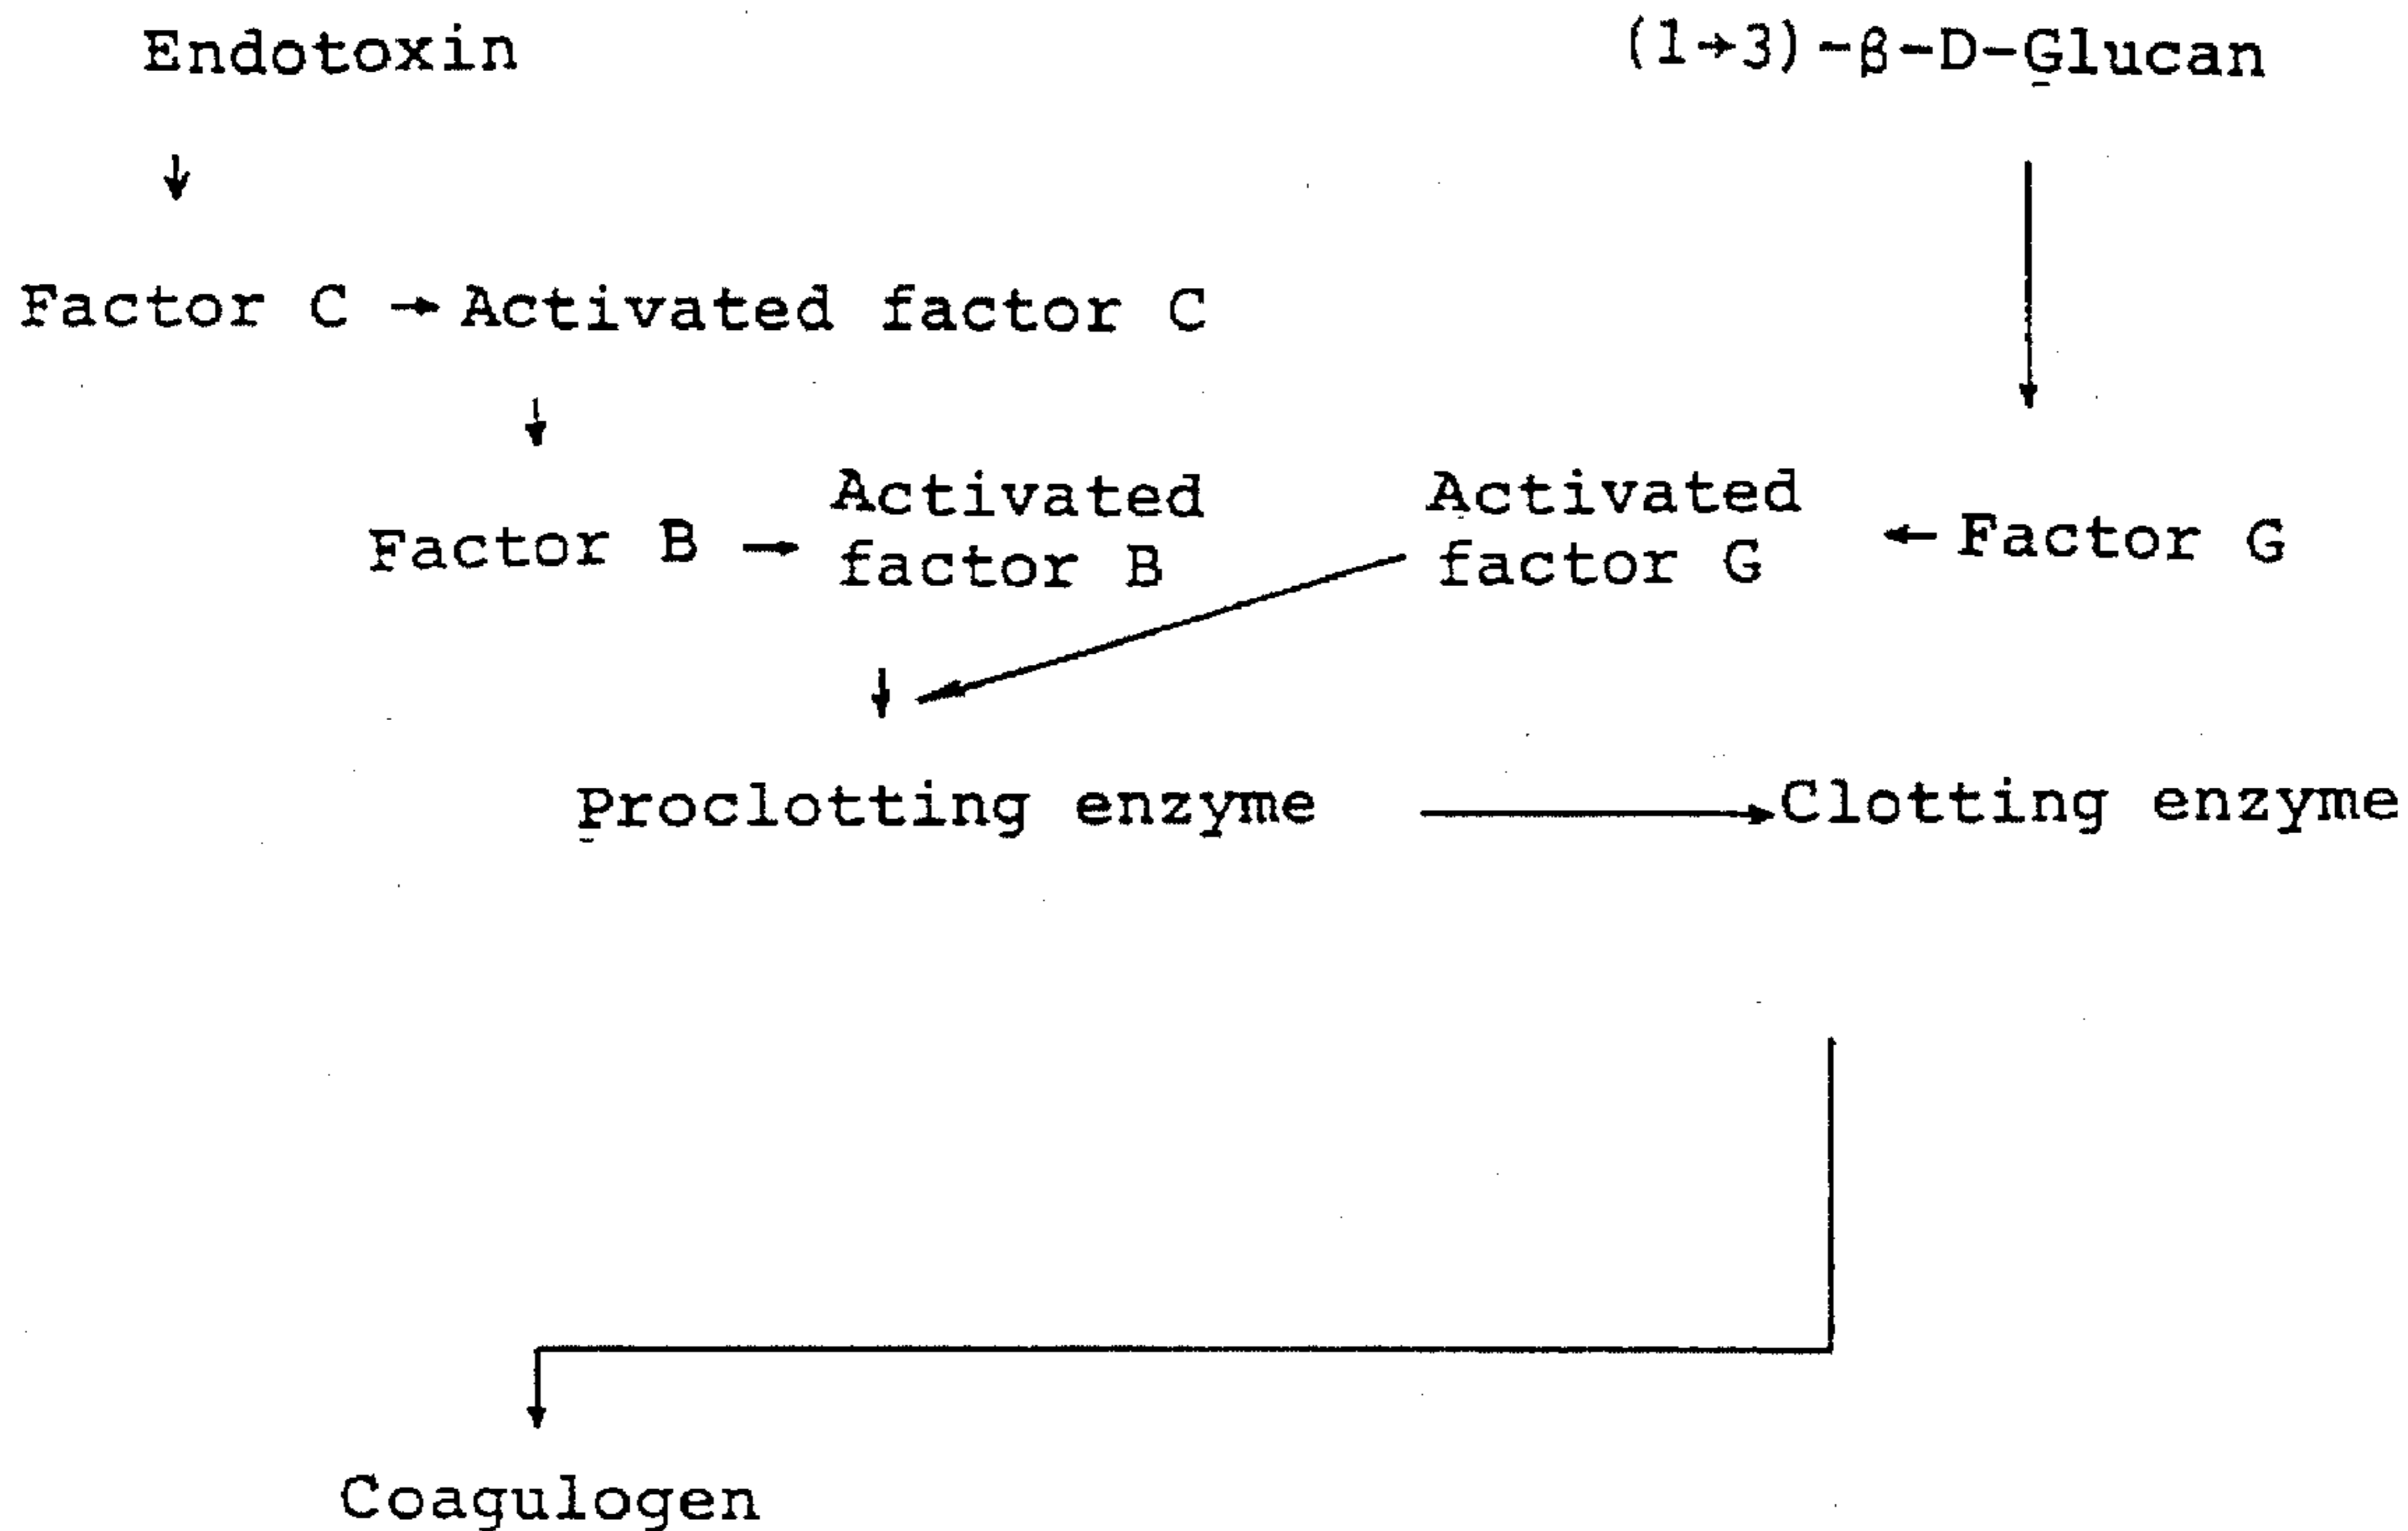 Endotoxin
(1→3)-β-D-Glucan
Factor C → Activated factor C
Activated
factor B
Factor B →
Activated
factor G
← Factor G
Proclotting enzyme
Clotting enzyme
Coagulogen